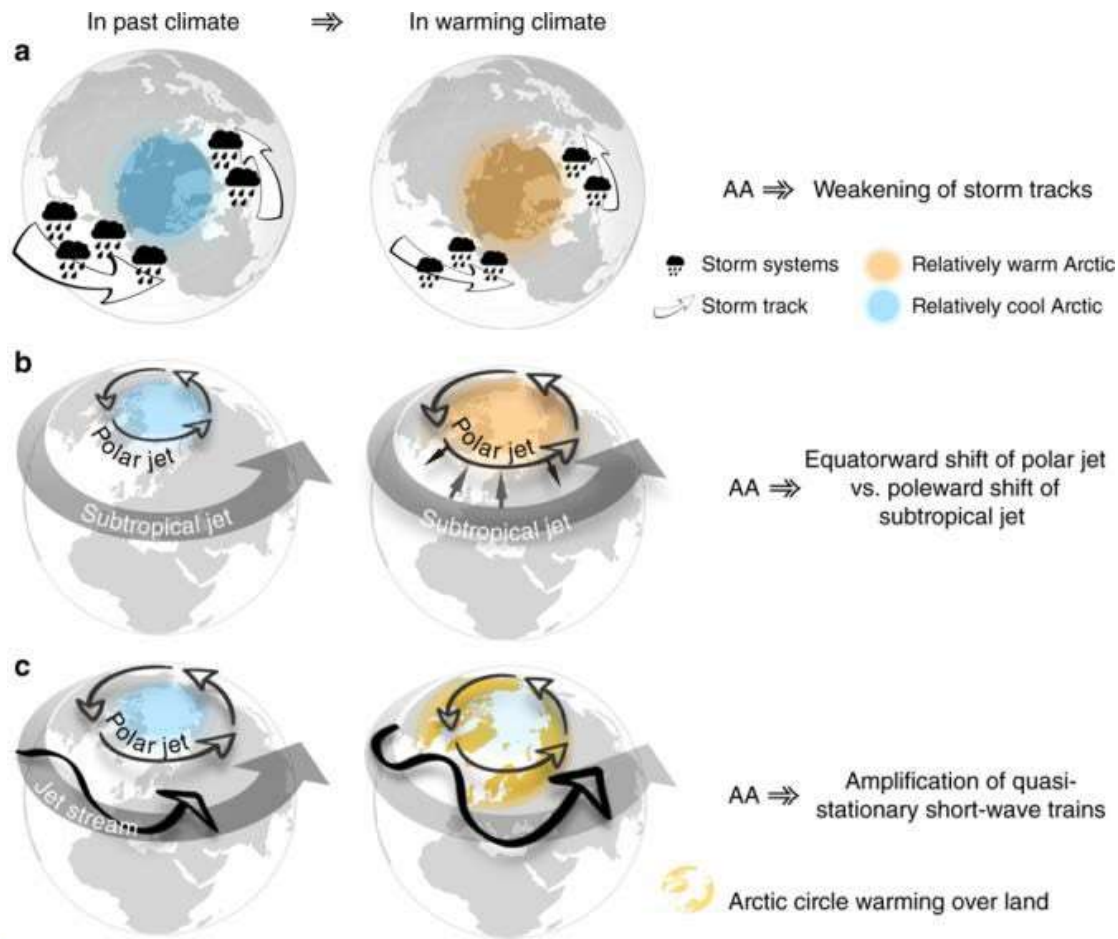 In past climate ⇒ In warming climate
a
AA ⇒ Weakening of storm tracks
Storm systems
Relatively warm Arctic
Storm track
Relatively cool Arctic
b
Polar jet
Subtropical jet
Polar jet
Subtropical jet
AA ⇒ Equatorward shift of polar jet
vs. poleward shift of
subtropical jet
c
Polar jet
Jet stream
AA ⇒ Amplification of quasi-
stationary short-wave trains
Arctic circle warming over land